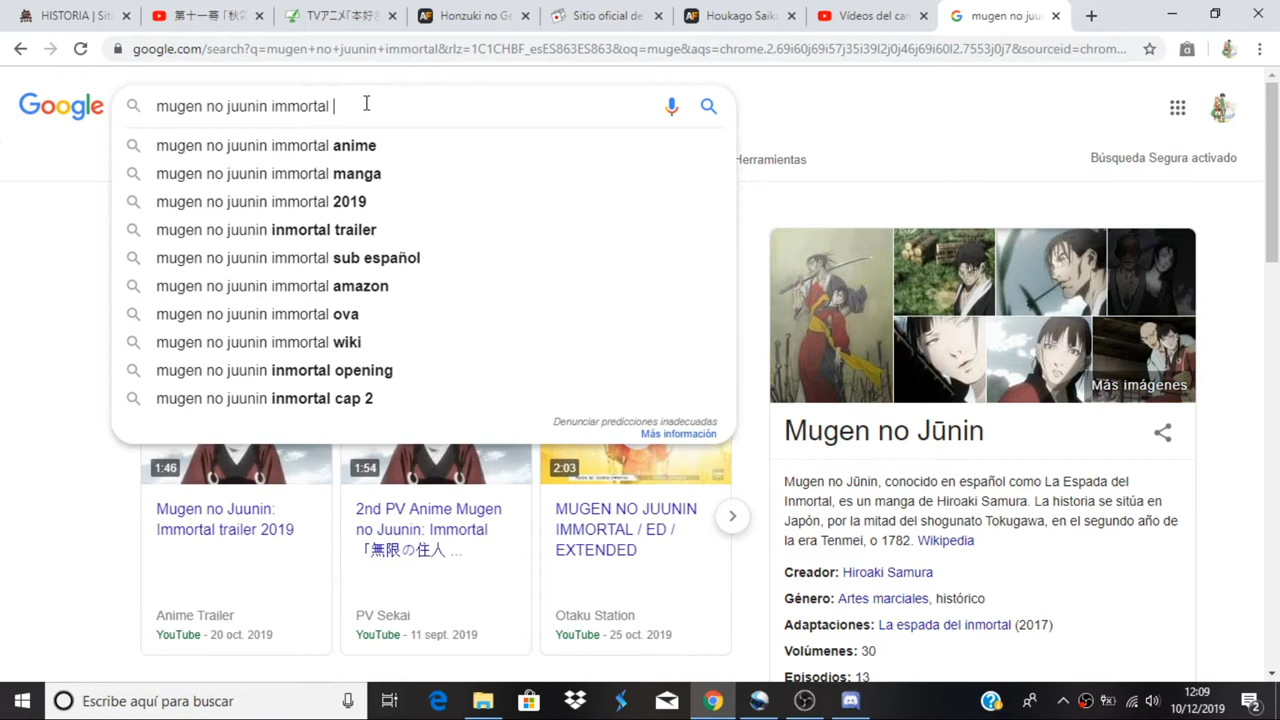 HISTORIA | Siti
第十一幕「秋彩
TVアニメ「本好き
Honzuki no Ge
Sitio oficial de
Houkago Saiko
Vídeos del can
mugen no juun
google.com/search?q=mugen+no+juunin+immortal&rlz=1C1CHBF_esES863ES863&oq=muge&aqs=chrome.2.69i60j69i57j35i39l2j0j46j69i60l2.7553j0j7&sourceid=chrom...
Google
mugen no juunin immortal
mugen no juunin immortal anime
mugen no juunin immortal manga
mugen no juunin immortal 2019
mugen no juunin inmortal trailer
mugen no juunin immortal sub español
mugen no juunin immortal amazon
mugen no juunin immortal ova
mugen no juunin immortal wiki
mugen no juunin inmortal opening
mugen no juunin inmortal cap 2
Denunciar predicciones inadecuadas
Más información
Herramientas
Búsqueda Segura activado
1:46
Mugen no Juunin:
Immortal trailer 2019
Anime Trailer
YouTube - 20 oct. 2019
1:54
2nd PV Anime Mugen
no Juunin: Immortal
「無限の住人 ...
PV Sekai
YouTube - 11 sept. 2019
2:03
MUGEN NO JUUNIN
IMMORTAL / ED /
EXTENDED
Otaku Station
YouTube - 25 oct. 2019
Más imágenes
Mugen no Jūnin
Mugen no Jūnin, conocido en español como La Espada del
Inmortal, es un manga de Hiroaki Samura. La historia se sitúa en
Japón, por la mitad del shogunato Tokugawa, en el segundo año de
la era Tenmei, o 1782. Wikipedia
Creador: Hiroaki Samura
Género: Artes marciales, histórico
Adaptaciones: La espada del inmortal (2017)
Volúmenes: 30
Episodios: 13
Escribe aquí para buscar
12:09
10/12/2019
2